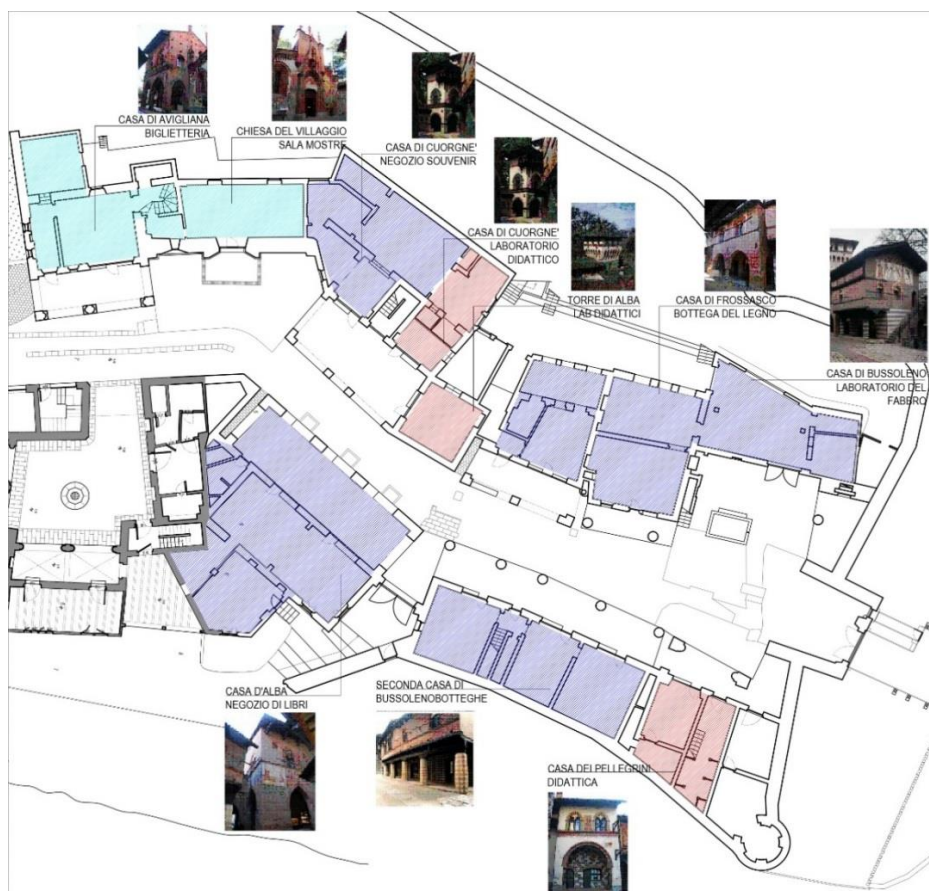 CASA DI AVIGLIANA
BIGLIETTERIA
CHIESA DEL VILLAGGIO
SALA MOSTRE
CASA DI CUORGNE'
NEGOZIO SOUVENIR
CASA DI CUORGNE'
LABORATORIO
DIDATTICO
TORRE DI ALBA
LAB DIDATTICI
CASA DI FROSSASCO
BOTTEGA DEL LEGNO
CASA DI BUSSOLENO
LABORATORIO DEL
FABBRO
CASA D'ALBA
NEGOZIO DI LIBRI
SECONDA CASA DI
BUSSOLENOBOTTEGHE
CASA DEI PELLEGRINI
DIDATTICA